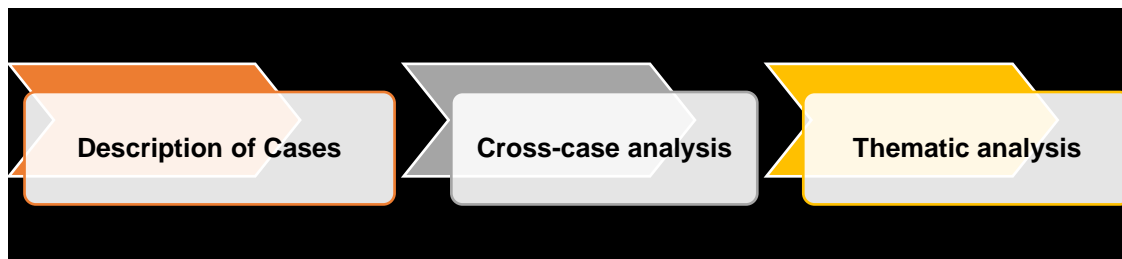 Description of Cases
Cross-case analysis
Thematic analysis